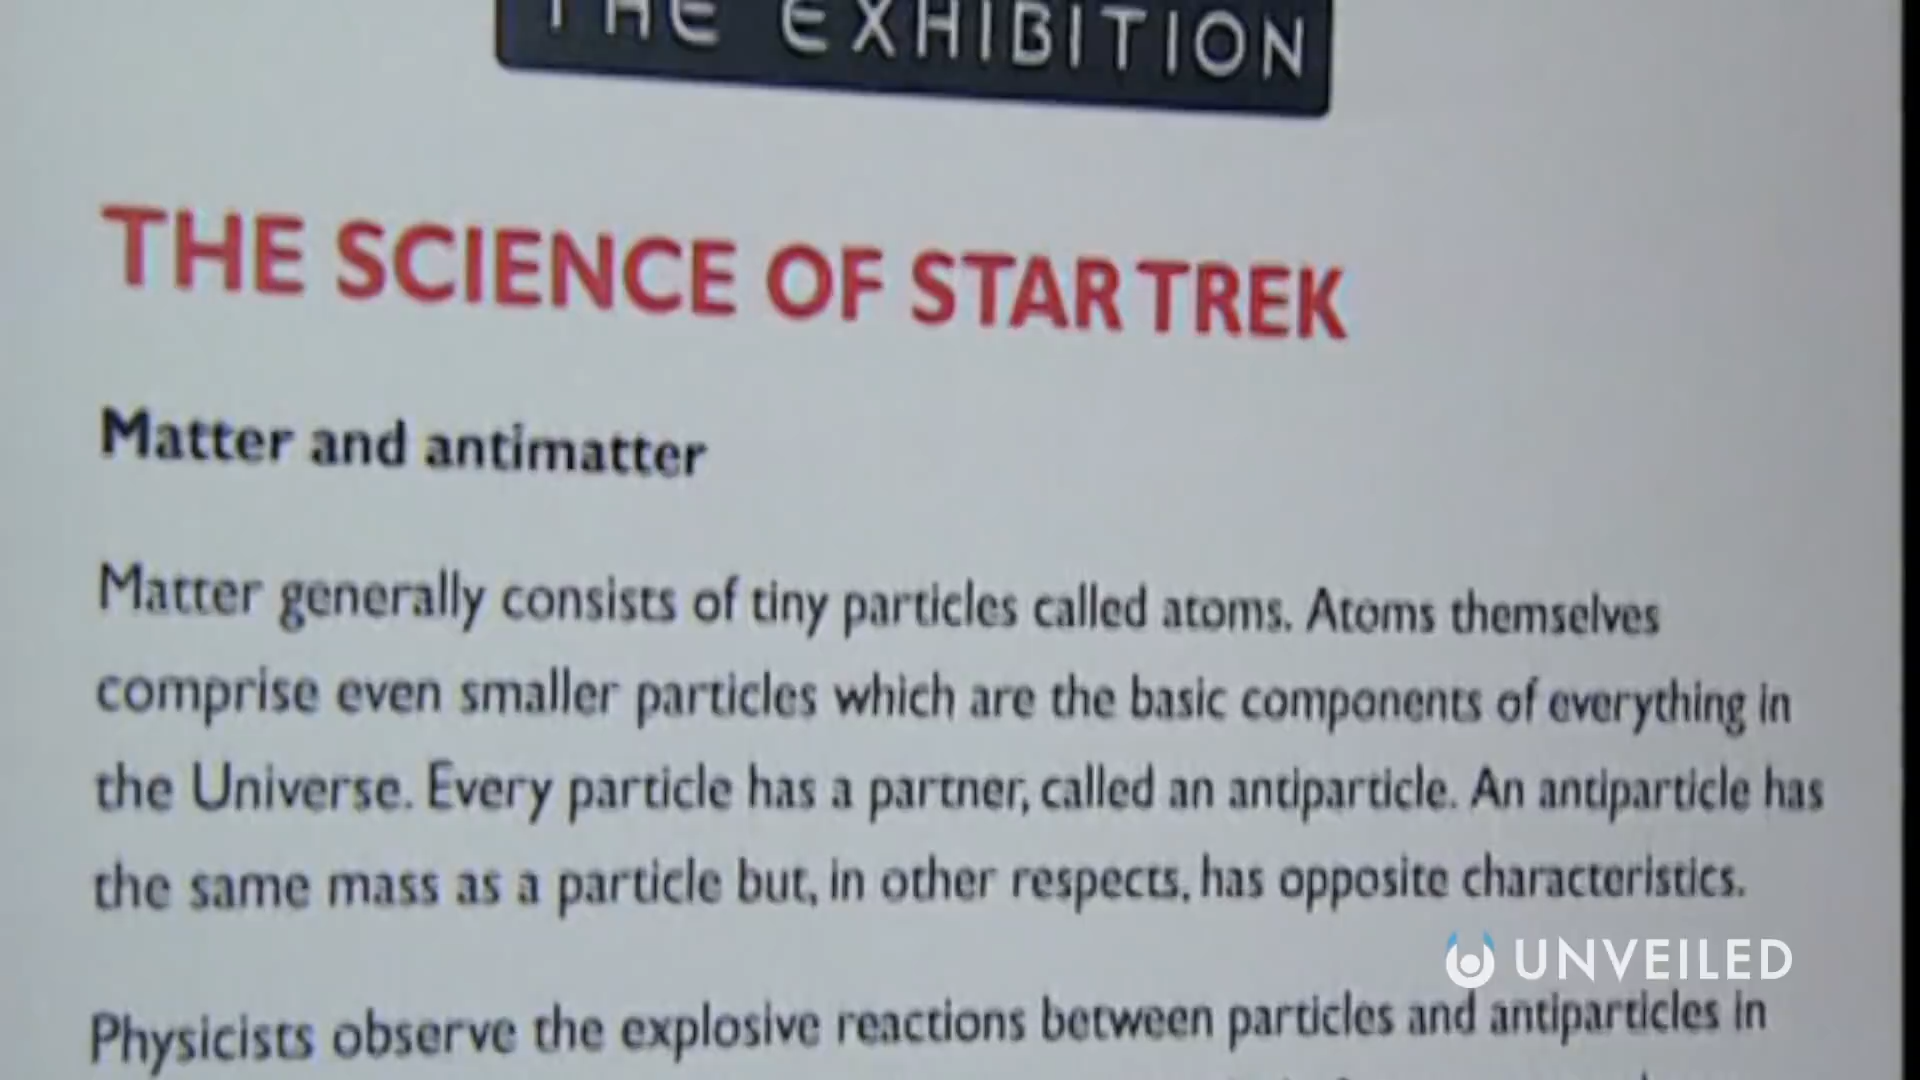 THE EXHIBITION
THE SCIENCE OF STAR TREK
Matter and antimatter
Matter generally consists of tiny particles called atoms. Atoms themselves
comprise even smaller particles which are the basic components of everything in
the Universe. Every particle has a partner, called an antiparticle. An antiparticle has
the same mass as a particle but, in other respects, has opposite characteristics.
UNVEILED
Physicists observe the explosive reactions between particles and antiparticles in